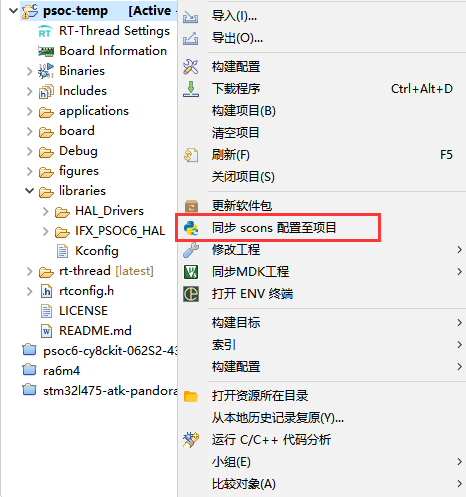 psoc-temp [Active -
RT-Thread Settings
Board Information
Binaries
Includes
applications
board
Debug
figures
libraries
HAL_Drivers
IFX_PSOC6_HAL
Kconfig
rt-thread [latest]
rtconfig.h
LICENSE
README.md
psoc6-cy8ckit-062S2-43
ra6m4
stm32l475-atk-pandora
导入(I)...
导出(O)...
构建配置
下载程序 Ctrl+Alt+D
构建项目(B)
清空项目
刷新(F) F5
关闭项目(S)
更新软件包
同步 scons 配置至项目
修改工程
同步MDK工程
打开 ENV 终端
构建目标
索引
构建配置
打开资源所在目录
从本地历史记录复原(Y)...
运行 C/C++ 代码分析
小组(E)
比较对象(A)